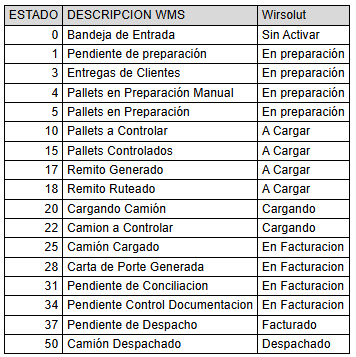 ESTADO DESCRIPCION WMS Wirsolut
0 Bandeja de Entrada Sin Activar
1 Pendiente de preparación En preparación
3 Entregas de Clientes En preparación
4 Pallets en Preparación Manual En preparación
5 Pallets en Preparación En preparación
10 Pallets a Controlar A Cargar
15 Pallets Controlados A Cargar
17 Remito Generado A Cargar
18 Remito Ruteado A Cargar
20 Cargando Camión Cargando
22 Camion a Controlar Cargando
25 Camión Cargado En Facturacion
28 Carta de Porte Generada En Facturacion
31 Pendiente de Conciliacion En Facturacion
34 Pendiente Control Documentacion En Facturacion
37 Pendiente de Despacho Facturado
50 Camión Despachado Despachado